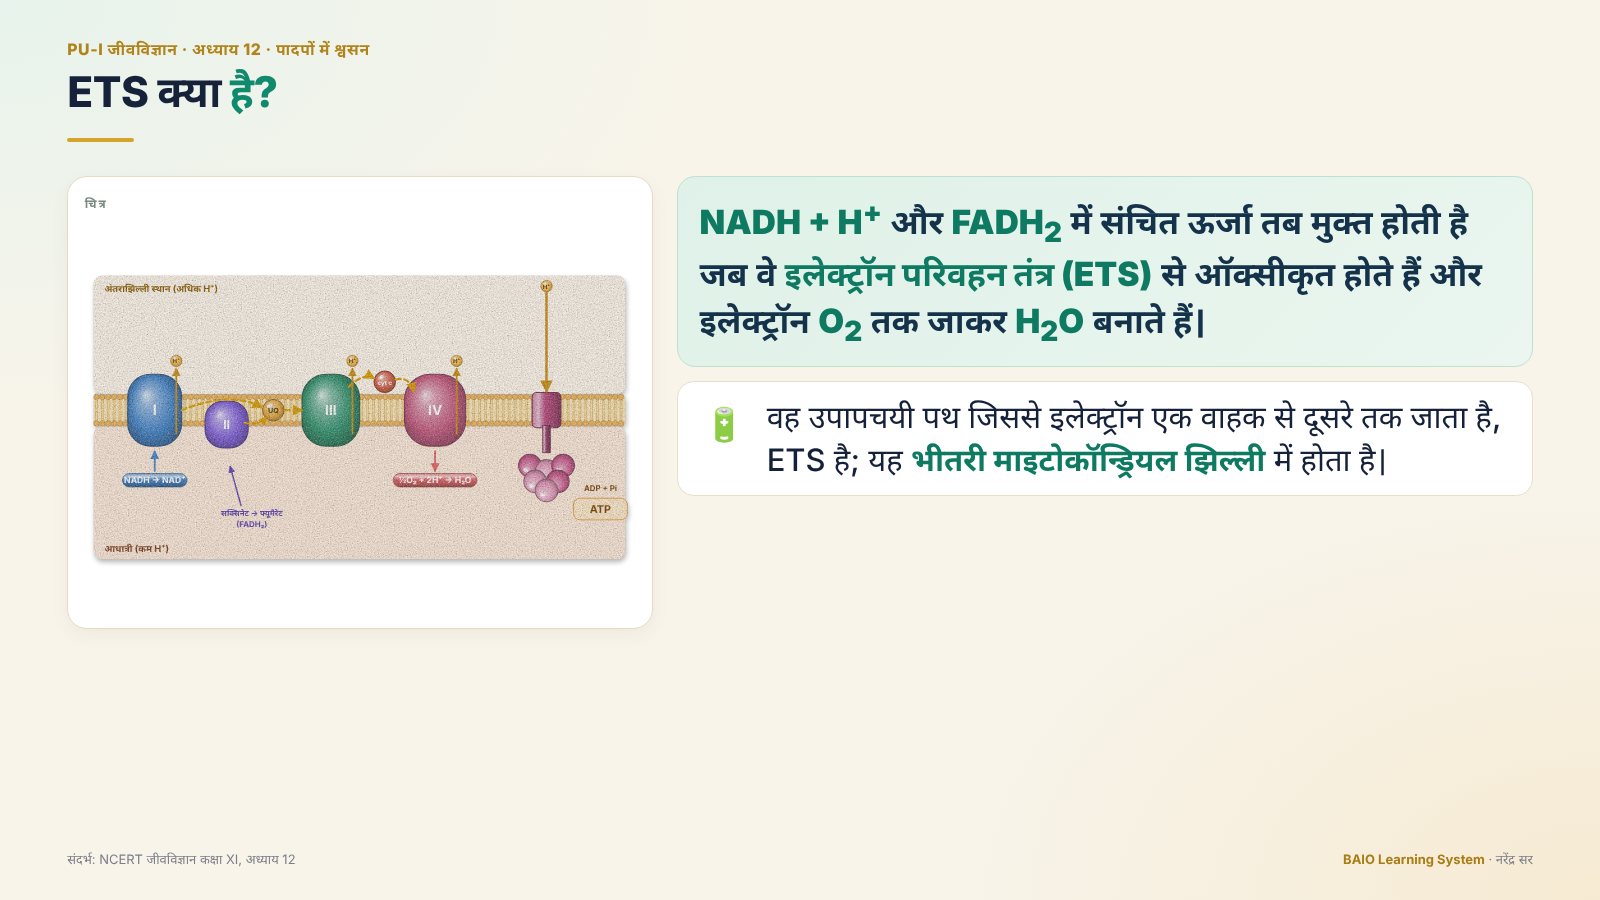 PU-I जीवविज्ञान · अध्याय 12 · पादपों में श्वसन
ETS क्या है?
चित्र
अंतराझिल्ली स्थान (अधिक H⁺)
H⁺
H⁺
H⁺
H⁺
cyt c
I
II
UQ
III
IV
NADH → NAD⁺
½O₂ + 2H⁺ → H₂O
सक्सिनेट → फ्यूमैरेट
(FADH₂)
ADP + Pi
ATP
आधात्री (कम H⁺)
NADH + H⁺ और FADH₂ में संचित ऊर्जा तब मुक्त होती है
जब वे इलेक्ट्रॉन परिवहन तंत्र (ETS) से ऑक्सीकृत होते हैं और
इलेक्ट्रॉन O₂ तक जाकर H₂O बनाते हैं|
वह उपापचयी पथ जिससे इलेक्ट्रॉन एक वाहक से दूसरे तक जाता है,
ETS है; यह भीतरी माइटोकॉन्ड्रियल झिल्ली में होता है|
संदर्भ: NCERT जीवविज्ञान कक्षा XI, अध्याय 12
BAIO Learning System · नरेंद्र सर